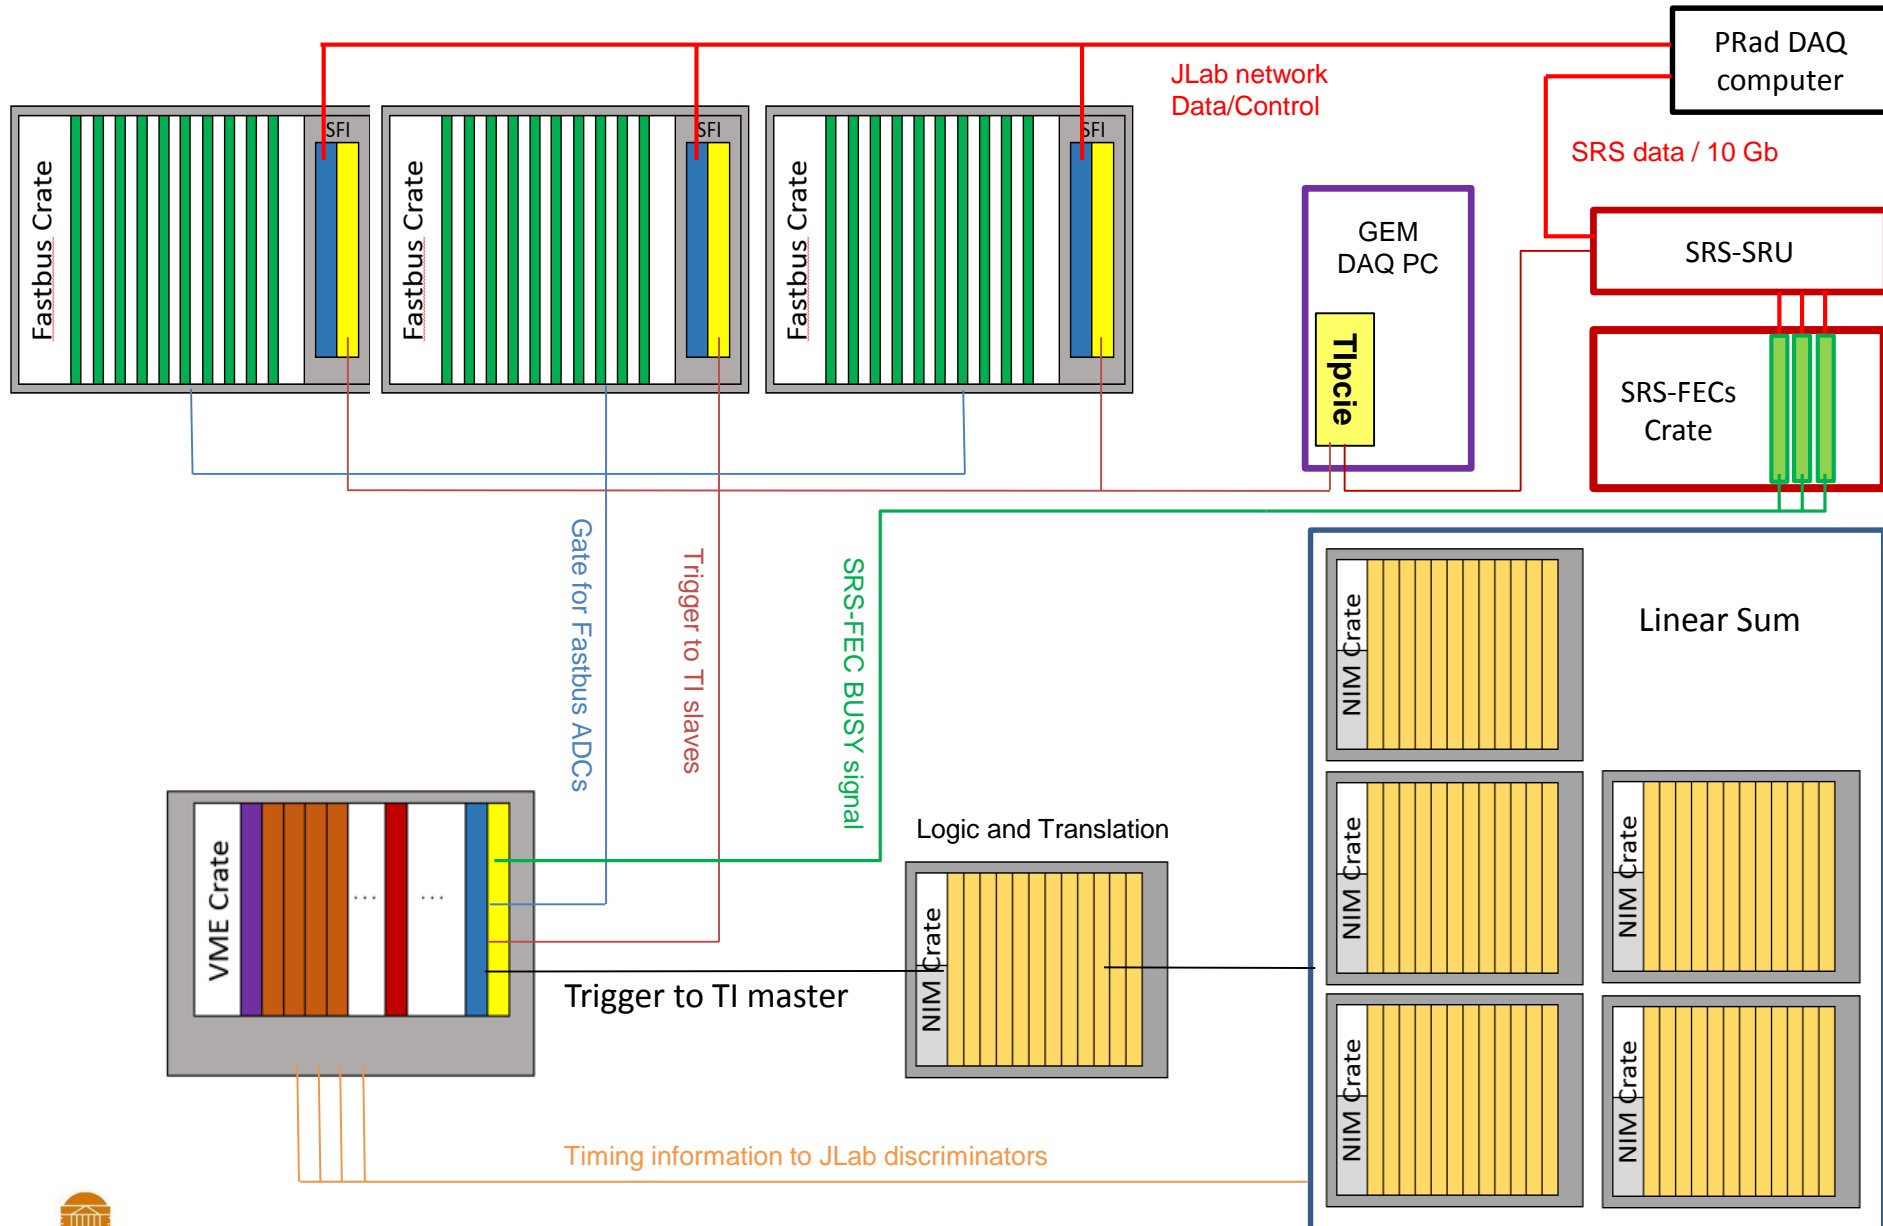 PRad DAQ
computer
JLab network
Data/Control
SFI
SFI
SFI
SRS data / 10 Gb
Fastbus Crate
Fastbus Crate
Fastbus Crate
GEM
DAQ PC
SRS-SRU
TIpcie
SRS-FECs
Crate
Gate for Fastbus ADCs
Trigger to TI slaves
SRS-FEC BUSY signal
Linear Sum
NIM Crate
NIM Crate
NIM Crate
NIM Crate
NIM Crate
Logic and Translation
VME Crate
...
...
NIM Crate
Trigger to TI master
Timing information to JLab discriminators